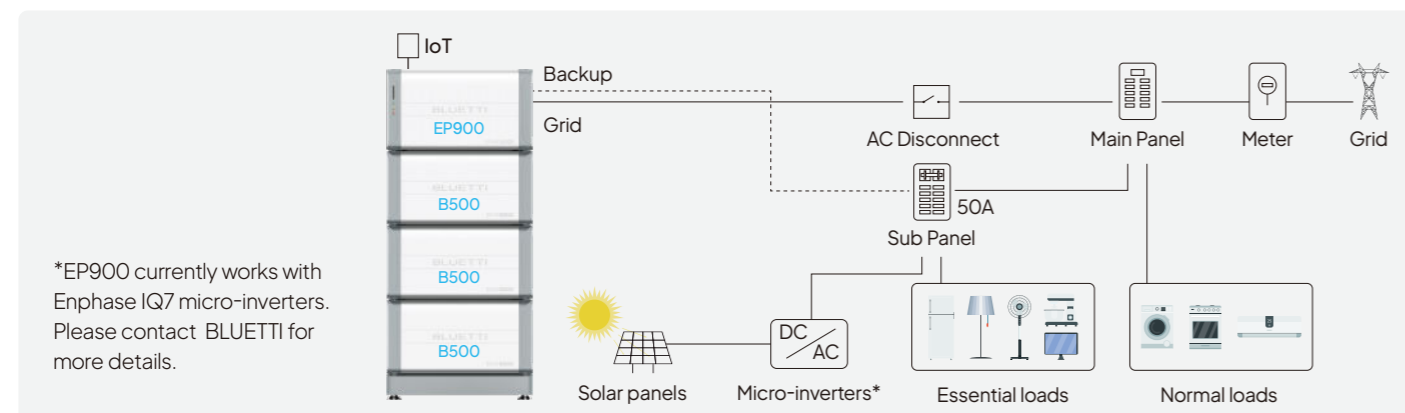 IoT
BLUETTI
EP900
Backup
Grid
AC Disconnect
Main Panel
Meter
Grid
BLUETTI
B500
50A
Sub Panel
BLUETTI
B500
*EP900 currently works with
Enphase IQ7 micro-inverters.
Please contact BLUETTI for
more details.
BLUETTI
B500
DC
AC
Solar panels
Micro-inverters*
Essential loads
Normal loads